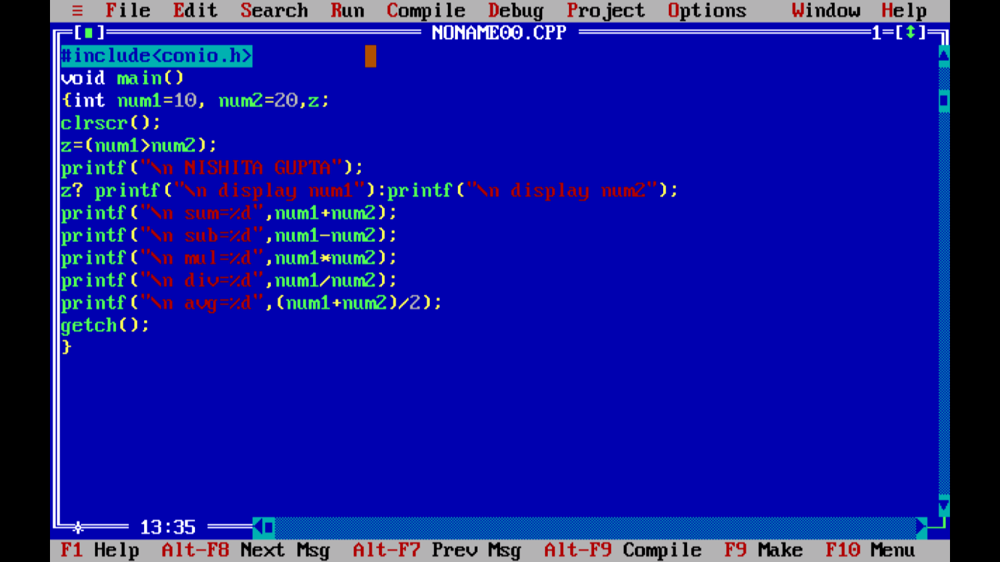 ≡ File Edit Search Run Compile Debug Project Options Window Help
[■] NONAME00.CPP 1=[↕]
#include<conio.h>
void main()
{int num1=10, num2=20,z;
clrscr();
z=(num1>num2);
printf("\n NISHITA GUPTA");
z? printf("\n display num1"):printf("\n display num2");
printf("\n sum=%d",num1+num2);
printf("\n sub=%d",num1-num2);
printf("\n mul=%d",num1*num2);
printf("\n div=%d",num1/num2);
printf("\n avg=%d",(num1+num2)/2);
getch();
}
13:35
F1 Help Alt-F8 Next Msg Alt-F7 Prev Msg Alt-F9 Compile F9 Make F10 Menu